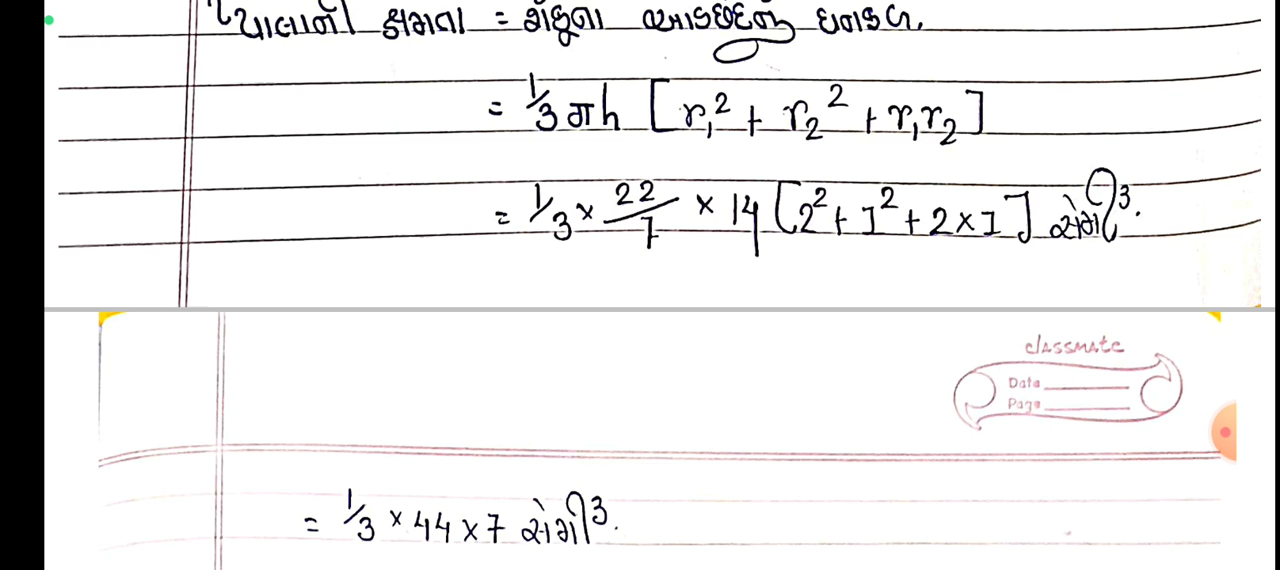 પ્યાલાની ક્ષમતા = શંકુના આડછેદનું ઘનફળ.
= 1/3 πh [r₁² + r₂² + r₁r₂]
= 1/3 × 22/7 × 14 [2² + 1² + 2×1] સેમી³.
classmate
Date
Page
= 1/3 × 44 × 7 સેમી³.